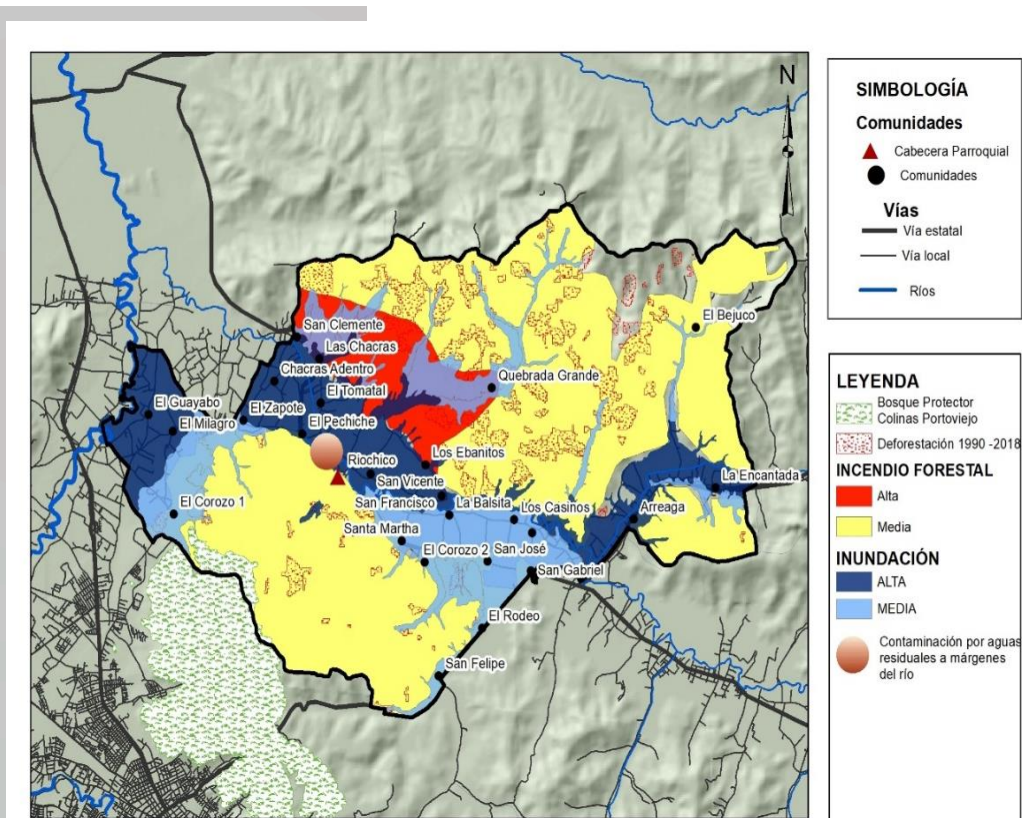 N
San Clemente
Las Chacras
Chacras Adentro
El Tomatal
El Guayabo
El Milagro
El Zapote
El Pechiche
Quebrada Grande
El Bejuco
Riochico
Los Ebanitos
San Vicente
San Francisco
La Balsita
Los Casinos
La Encantada
Arreaga
El Corozo 1
Santa Martha
El Corozo 2
San José
San Gabriel
El Rodeo
San Felipe
SIMBOLOGÍA
Comunidades
Cabecera Parroquial
Comunidades
Vías
Vía estatal
Vía local
Ríos
LEYENDA
Bosque Protector
Colinas Portoviejo
Deforestación 1990 -2018
INCENDIO FORESTAL
Alta
Media
INUNDACIÓN
ALTA
MEDIA
Contaminación por aguas
residuales a márgenes
del río